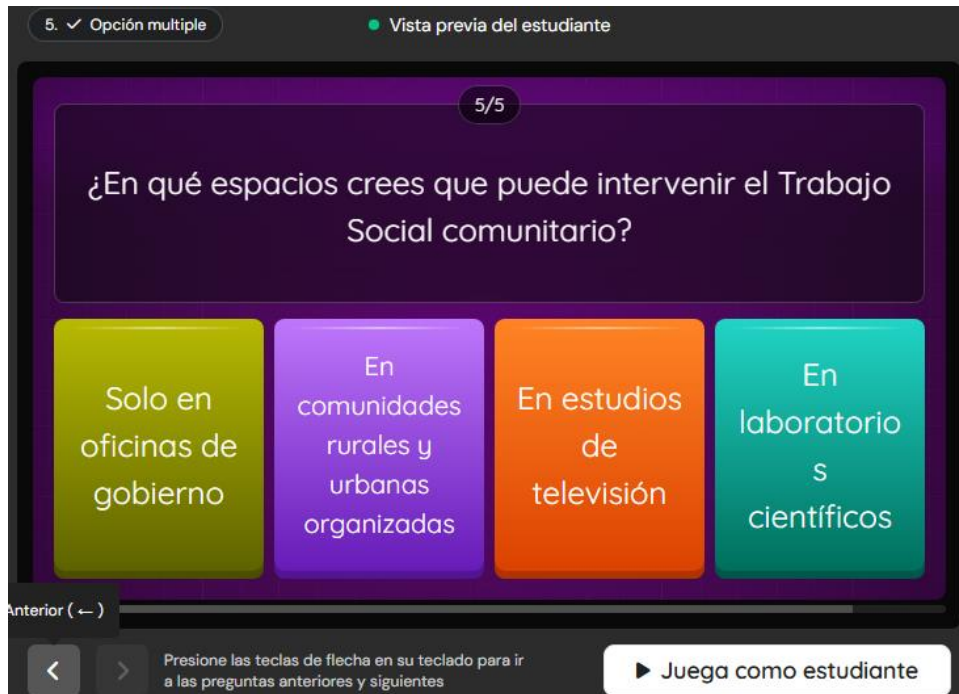 5. ✓ Opción multiple
Vista previa del estudiante
5/5
¿En qué espacios crees que puede intervenir el Trabajo
Social comunitario?
Solo en
oficinas de
gobierno
En
comunidades
rurales y
urbanas
organizadas
En estudios
de
televisión
En
laboratorio
s
científicos
Anterior (←)
Presione las teclas de flecha en su teclado para ir
a las preguntas anteriores y siguientes
Juega como estudiante